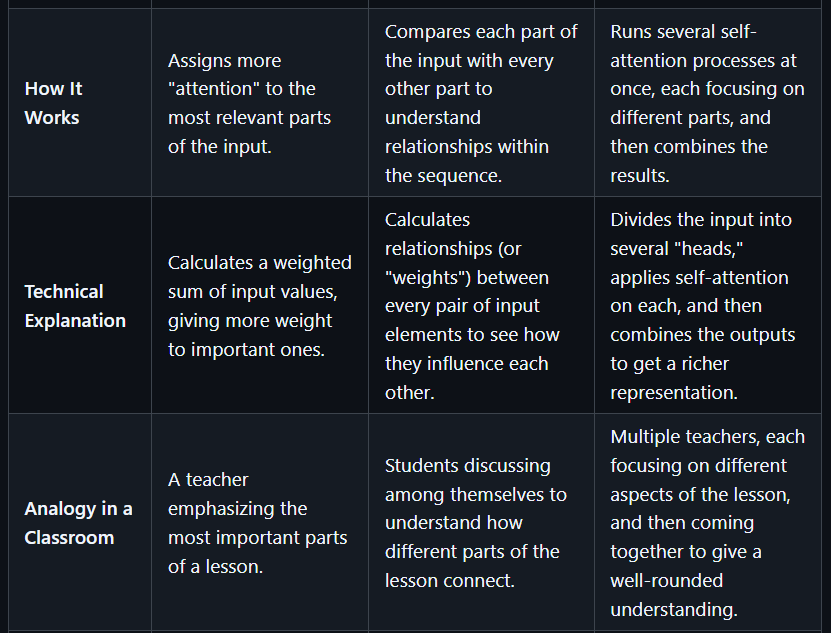 How It
Works
Assigns more
"attention" to the
most relevant parts
of the input.
Compares each part of
the input with every
other part to
understand
relationships within
the sequence.
Runs several self-
attention processes at
once, each focusing on
different parts, and
then combines the
results.
Technical
Explanation
Calculates a weighted
sum of input values,
giving more weight
to important ones.
Calculates
relationships (or
"weights") between
every pair of input
elements to see how
they influence each
other.
Divides the input into
several "heads,"
applies self-attention
on each, and then
combines the outputs
to get a richer
representation.
Analogy in a
Classroom
A teacher
emphasizing the
most important parts
of a lesson.
Students discussing
among themselves to
understand how
different parts of the
lesson connect.
Multiple teachers, each
focusing on different
aspects of the lesson,
and then coming
together to give a
well-rounded
understanding.